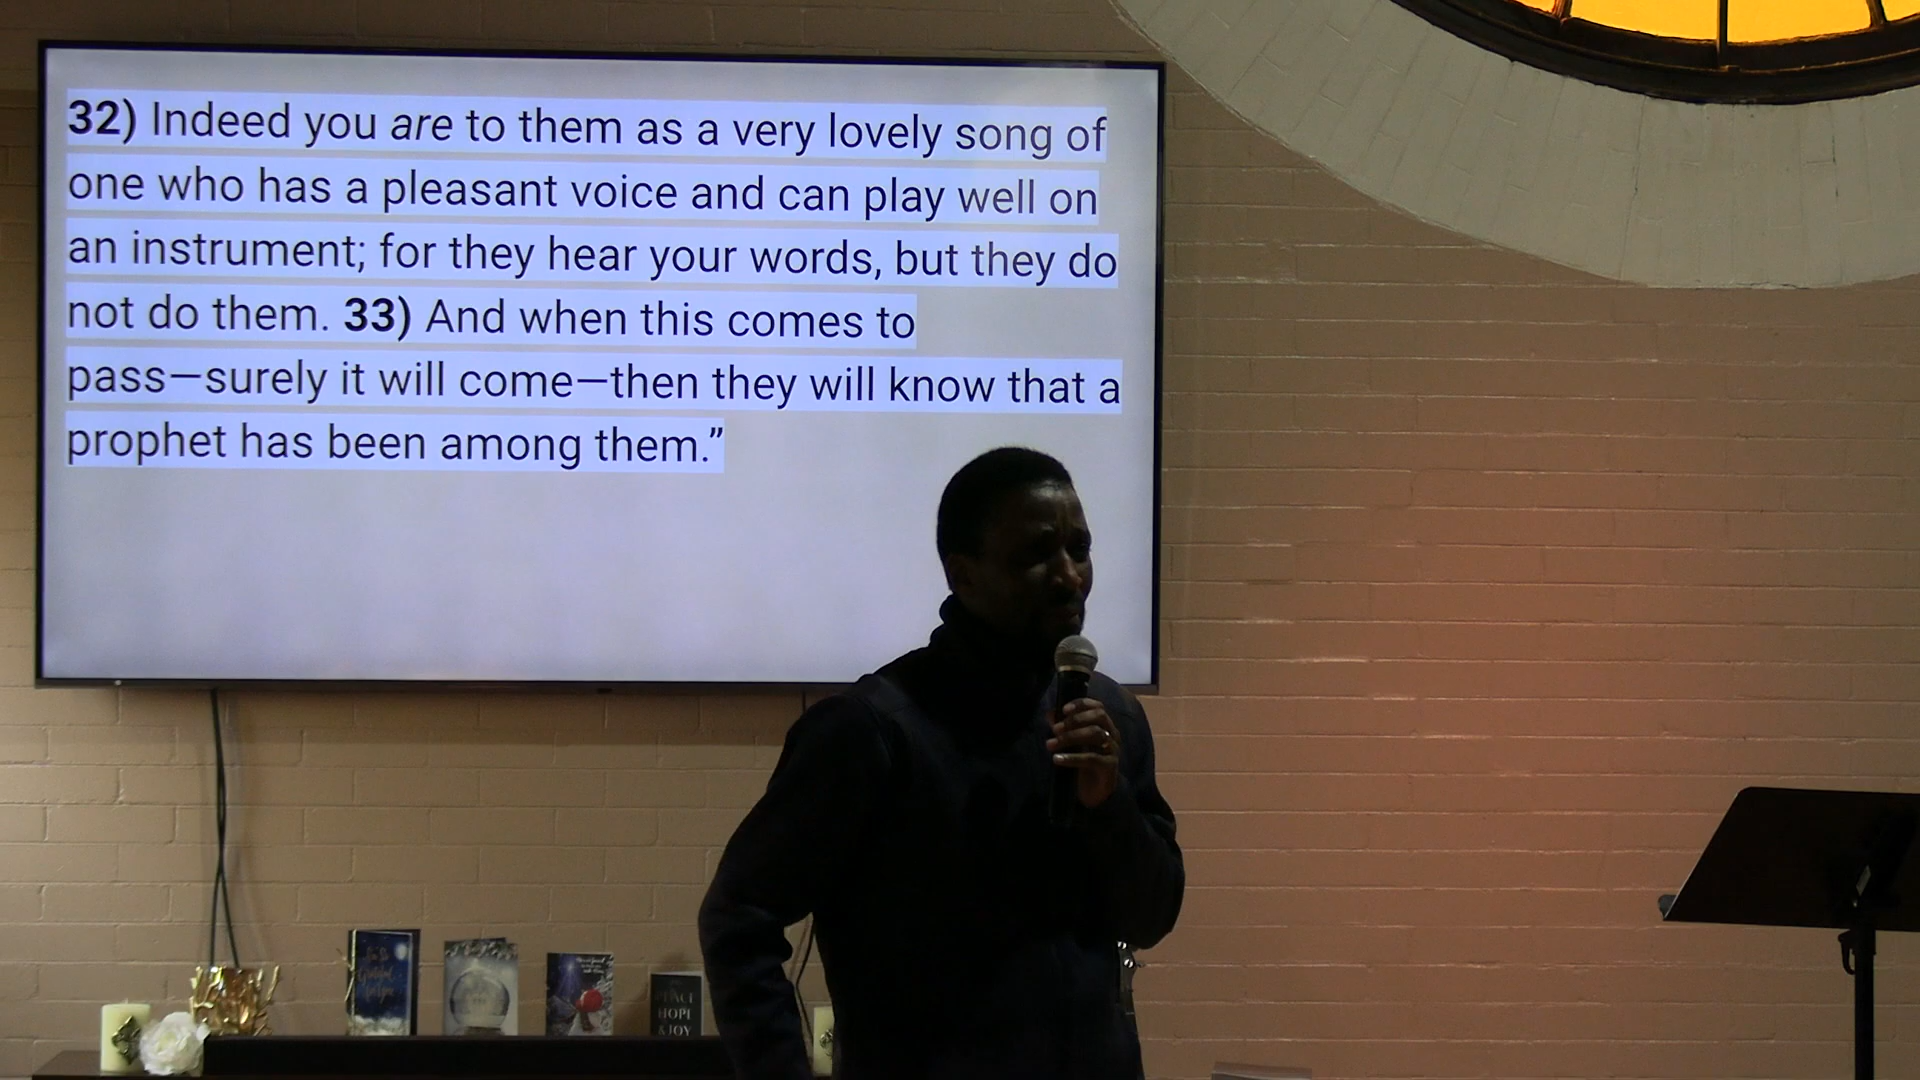 32) Indeed you are to them as a very lovely song of
one who has a pleasant voice and can play well on
an instrument; for they hear your words, but they do
not do them. 33) And when this comes to
pass—surely it will come—then they will know that a
prophet has been among them.”
PEACE
HOPE
& JOY